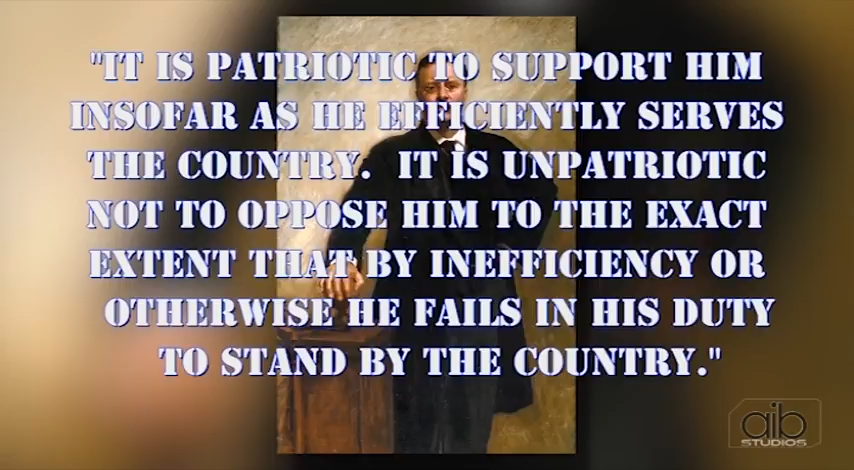 "IT IS PATRIOTIC TO SUPPORT HIM
INSOFAR AS HE EFFICIENTLY SERVES
THE COUNTRY. IT IS UNPATRIOTIC
NOT TO OPPOSE HIM TO THE EXACT
EXTENT THAT BY INEFFICIENCY OR
OTHERWISE HE FAILS IN HIS DUTY
TO STAND BY THE COUNTRY."
aib
STUDIOS